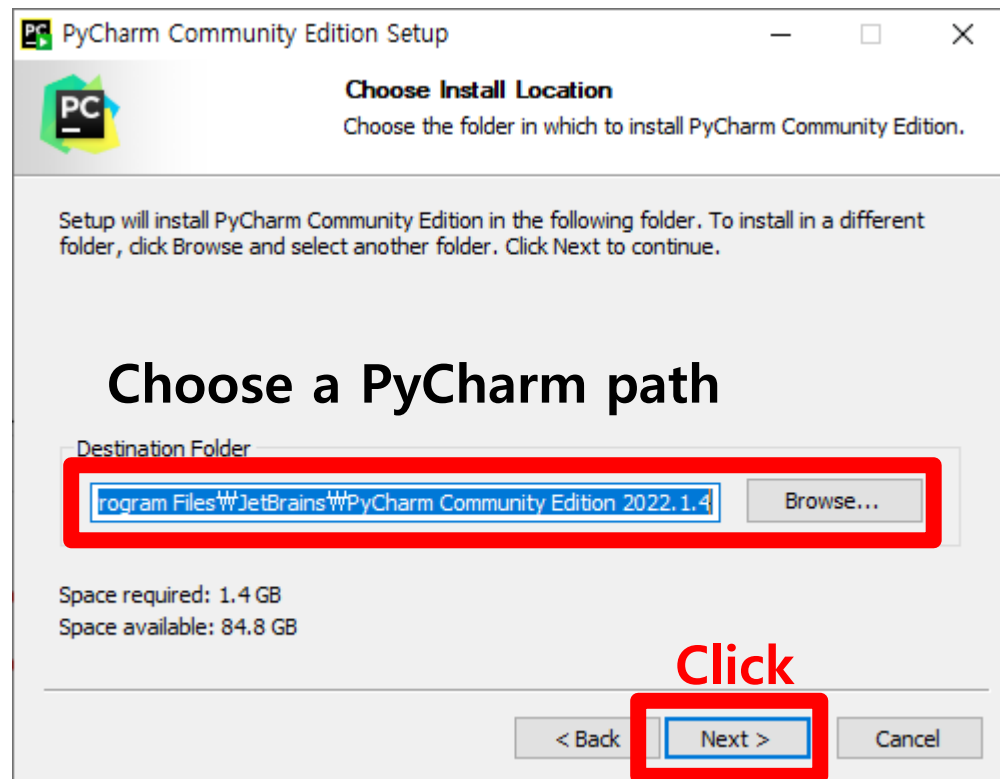 PyCharm Community Edition Setup
PC
Choose Install Location
Choose the folder in which to install PyCharm Community Edition.
Setup will install PyCharm Community Edition in the following folder. To install in a different
folder, click Browse and select another folder. Click Next to continue.
Choose a PyCharm path
Destination Folder
rogram Files₩JetBrains₩PyCharm Community Edition 2022.1.4
Browse...
Space required: 1.4 GB
Space available: 84.8 GB
Click
< Back
Next >
Cancel